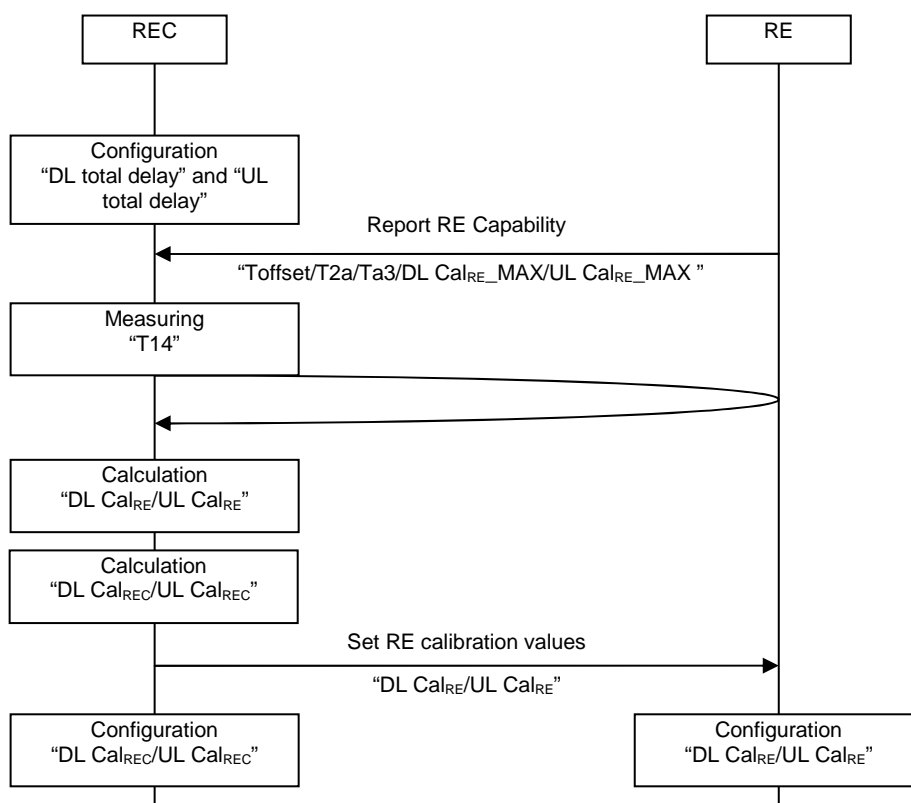 REC
RE
Configuration
“DL total delay” and “UL
total delay”
Report RE Capability
“Toffset/T2a/Ta3/DL CalRE_MAX/UL CalRE_MAX ”
Measuring
“T14”
Calculation
“DL CalRE/UL CalRE”
Calculation
“DL CalREC/UL CalREC”
Set RE calibration values
“DL CalRE/UL CalRE”
Configuration
“DL CalREC/UL CalREC”
Configuration
“DL CalRE/UL CalRE”